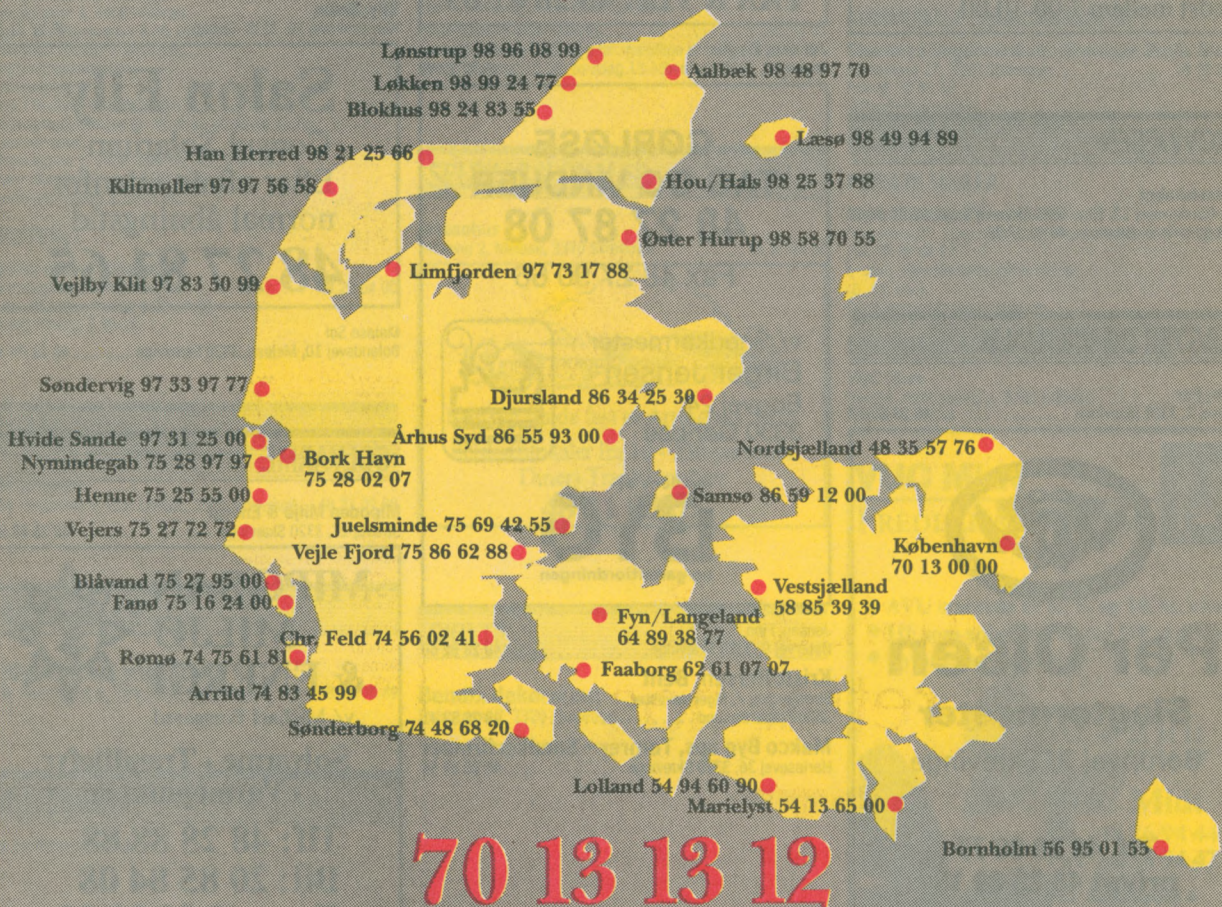 Lønstrup 98 96 08 99
Aalbæk 98 48 97 70
Løkken 98 99 24 77
Blokhus 98 24 83 55
Læsø 98 49 94 89
Han Herred 98 21 25 66
Hou/Hals 98 25 37 88
Klitmøller 97 97 56 58
Øster Hurup 98 58 70 55
Limfjorden 97 73 17 88
Vejlby Klit 97 83 50 99
Søndervig 97 33 97 77
Djursland 86 34 25 30
Hvide Sande 97 31 25 00
Århus Syd 86 55 93 00
Nordsjælland 48 35 57 76
Nymindegab 75 28 97 97
Bork Havn
75 28 02 07
Henne 75 25 55 00
Samsø 86 59 12 00
Vejers 75 27 72 72
Juelsminde 75 69 42 55
Vejle Fjord 75 86 62 88
København
70 13 00 00
Blåvand 75 27 95 00
Vestsjælland
58 85 39 39
Fanø 75 16 24 00
Fyn/Langeland
64 89 38 77
Chr. Feld 74 56 02 41
Rømø 74 75 61 81
Faaborg 62 61 07 07
Arrild 74 83 45 99
Sønderborg 74 48 68 20
Lolland 54 94 60 90
Marielyst 54 13 65 00
Bornholm 56 95 01 55
70 13 13 12